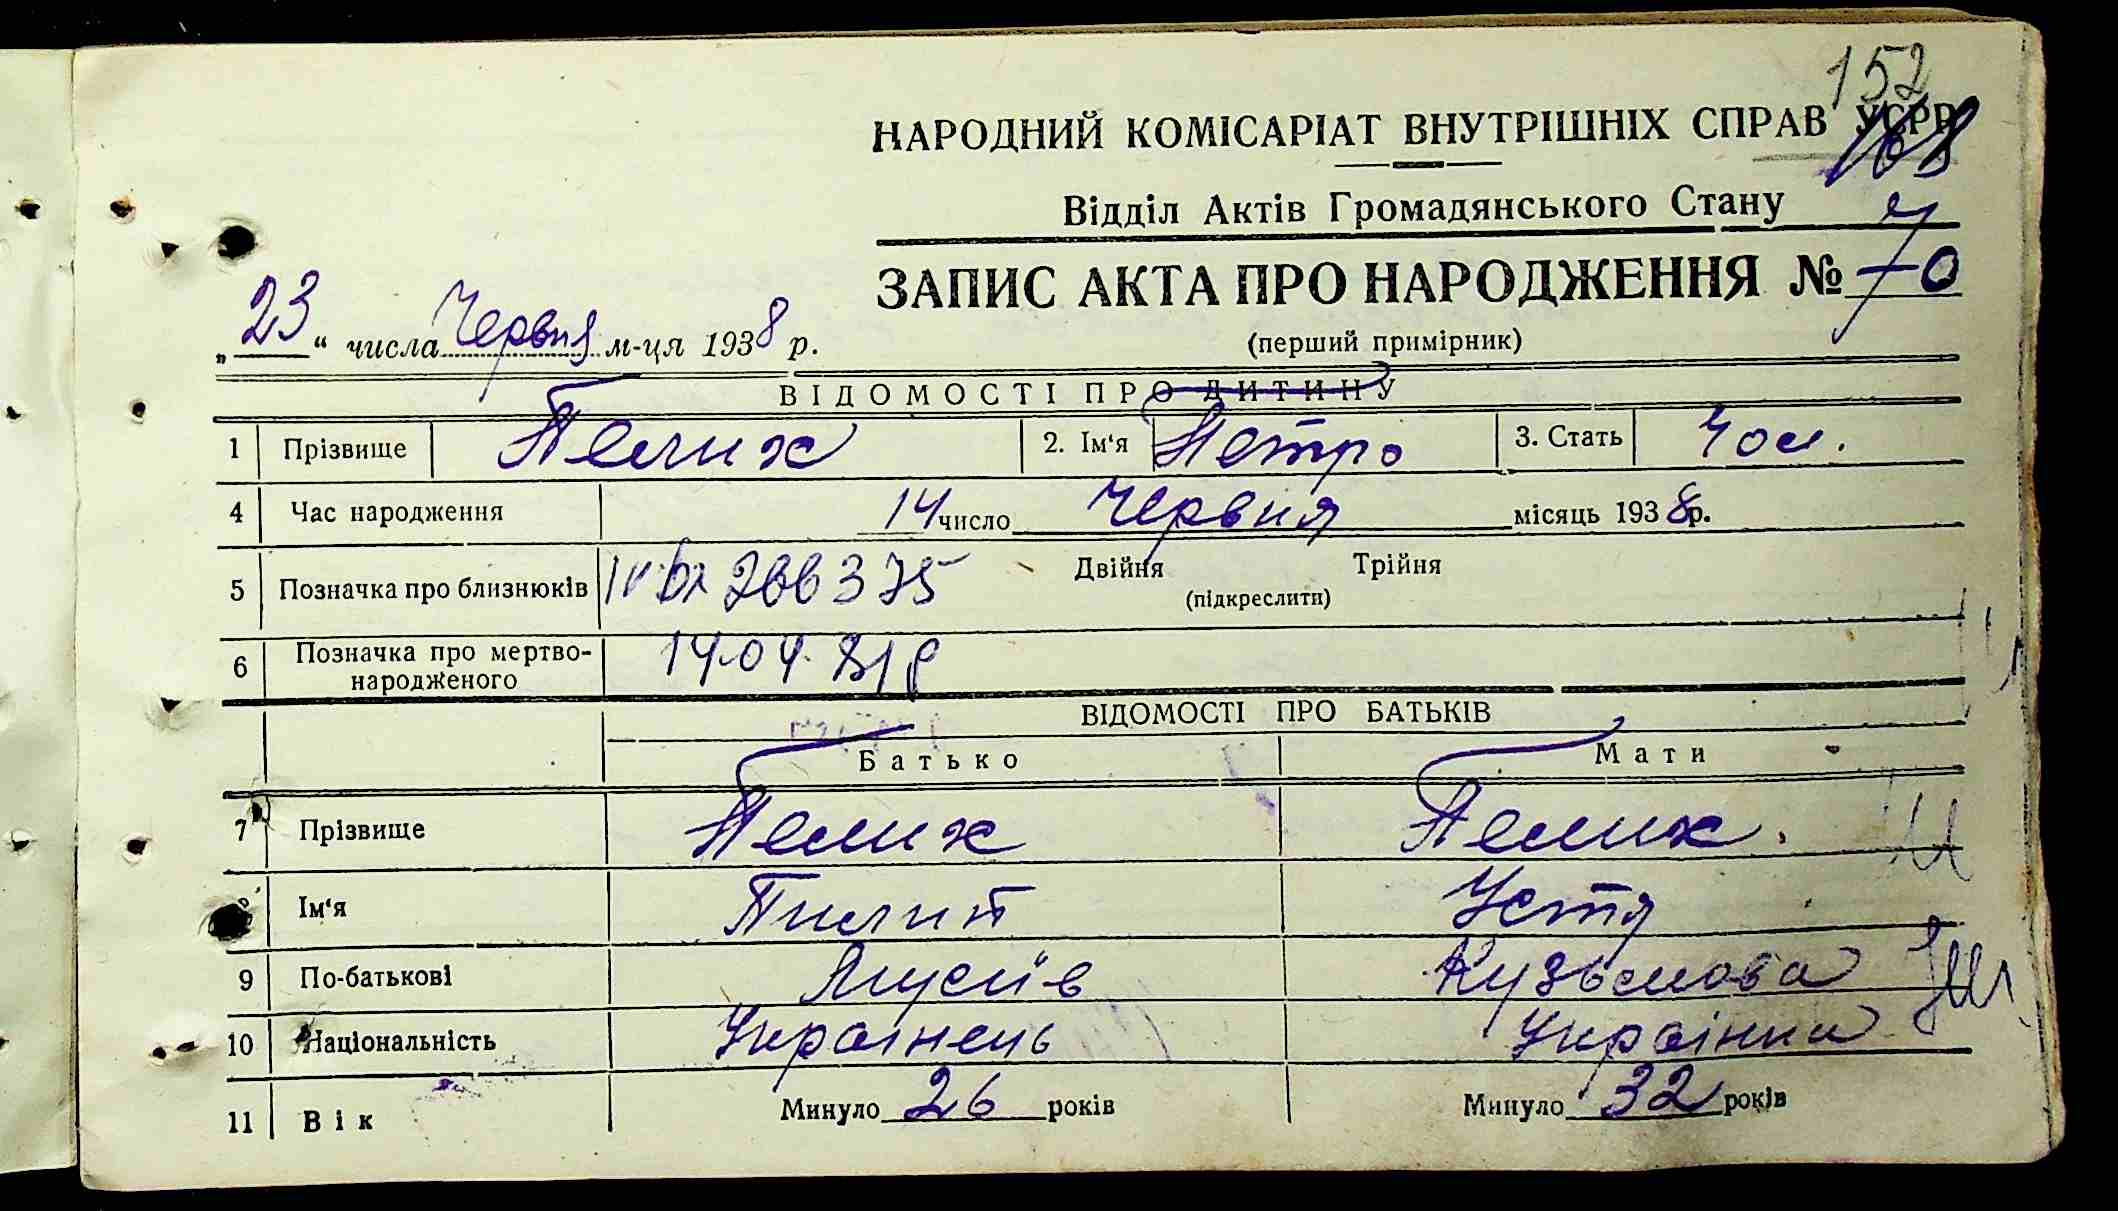 152
НАРОДНИЙ КОМІСАРІАТ ВНУТРІШНІХ СПРАВ УСРР
168
Відділ Актів Громадянського Стану
ЗАПИС АКТА ПРО НАРОДЖЕННЯ № 70
„23“ числа Червня м-ця 1938 р.
(перший примірник)
ВІДОМОСТІ ПРО ДИТИНУ
1 Прізвище Пелих 2. Ім‘я Петро 3. Стать Чол.
4 Час народження 14 число Червня місяць 1938 р.
5 Позначка про близнюків 266375 Двійня Трійня
(підкреслити)
6 Позначка про мертво-
народженого 14.04.81р
ВІДОМОСТІ ПРО БАТЬКІВ
Батько Мати
7 Прізвище Пелих Пелих.
8 Ім‘я Пилип Устя
9 По-батькові Мусіїв Кузьмова
10 Національність Українець Українка
11 Вік Минуло 26 років Минуло 32 років